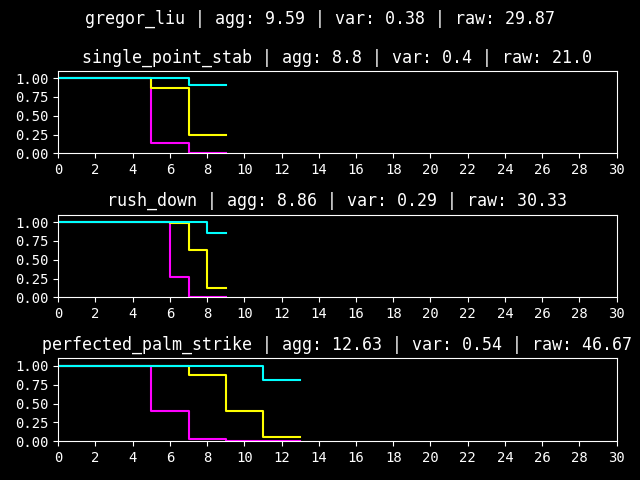 gregor_liu | agg: 9.59 | var: 0.38 | raw: 29.87
single_point_stab | agg: 8.8 | var: 0.4 | raw: 21.0
1.00
0.75
0.50
0.25
0.00
0 2 4 6 8 10 12 14 16 18 20 22 24 26 28 30
rush_down | agg: 8.86 | var: 0.29 | raw: 30.33
1.00
0.75
0.50
0.25
0.00
0 2 4 6 8 10 12 14 16 18 20 22 24 26 28 30
perfected_palm_strike | agg: 12.63 | var: 0.54 | raw: 46.67
1.00
0.75
0.50
0.25
0.00
0 2 4 6 8 10 12 14 16 18 20 22 24 26 28 30